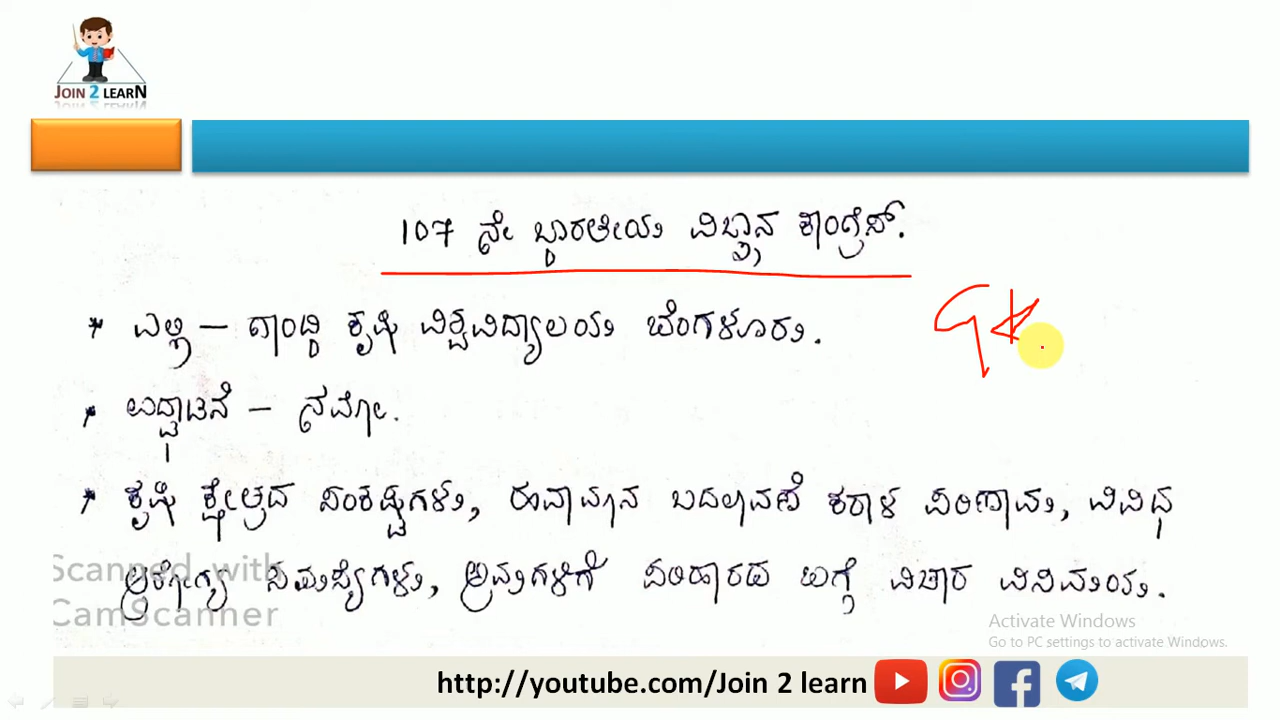 JOIN 2 LEARN
107 ನೇ ಭಾರತೀಯ ವಿಜ್ಞಾನ ಕಾಂಗ್ರೆಸ್.
* ಎಲ್ಲಿ – ಗಾಂಧಿ ಕೃಷಿ ವಿಶ್ವವಿದ್ಯಾಲಯ ಬೆಂಗಳೂರು.
* ಉದ್ಘಾಟನೆ – ನಮೋ.
* ಕೃಷಿ ಕ್ಷೇತ್ರದ ಸಂಕಷ್ಟಗಳು, ಹವಾಮಾನ ಬದಲಾವಣೆ ಕರಾಳ ಪರಿಣಾಮ, ವಿವಿಧ
ಆರೋಗ್ಯ ಸಮಸ್ಯೆಗಳು, ಅವುಗಳಿಗೆ ಪರಿಹಾರದ ಬಗ್ಗೆ ವಿಚಾರ ವಿನಿಮಯ.
Scanned with
CamScanner
Activate Windows
Go to PC settings to activate Windows.
http://youtube.com/Join 2 learn